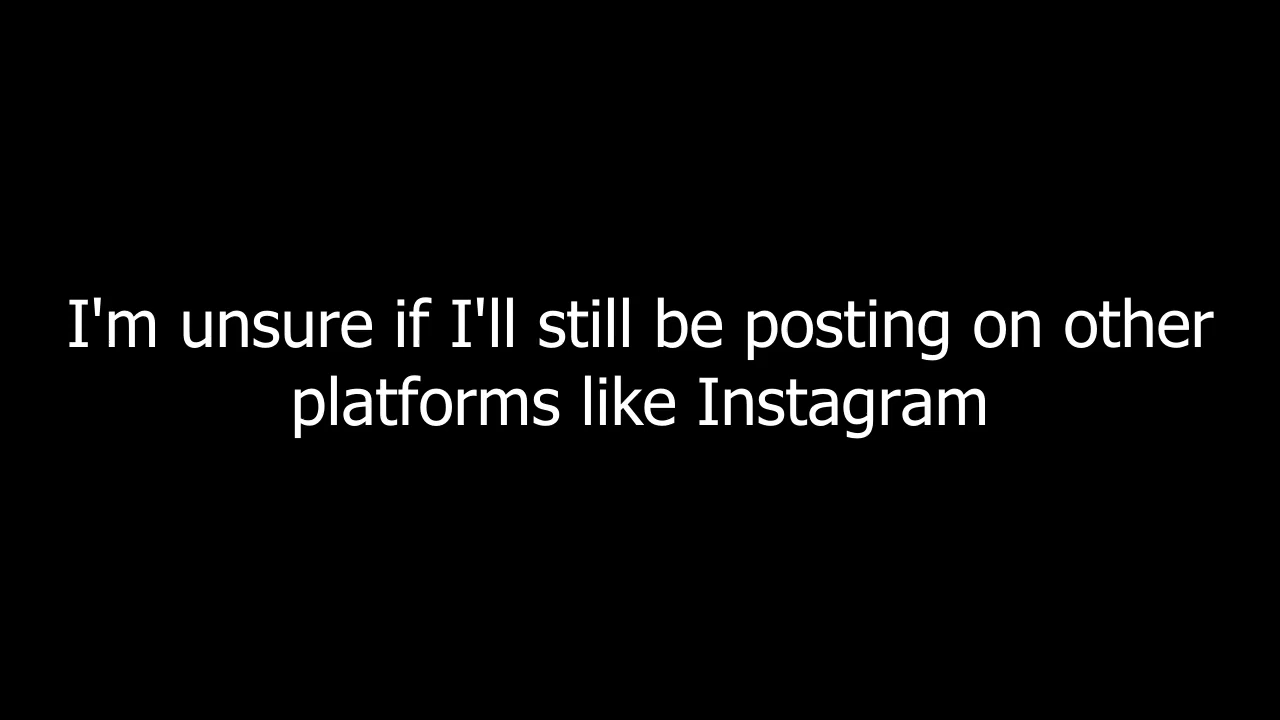 I'm unsure if I'll still be posting on other
platforms like Instagram